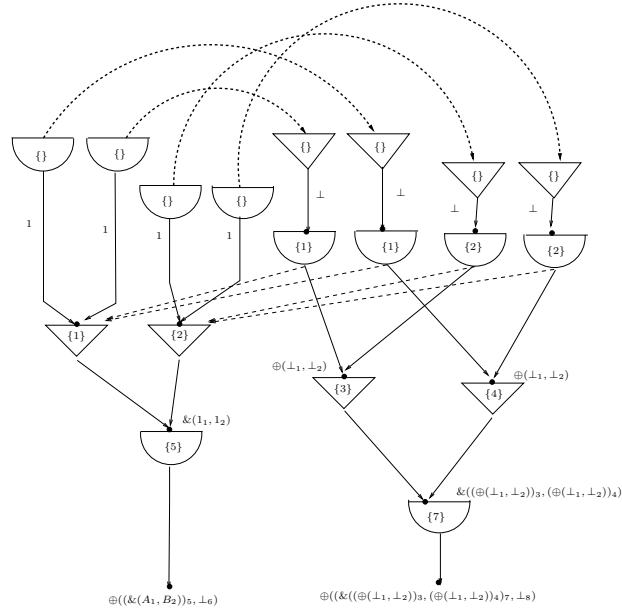 {} {} {} {}
{} {} {} {}
1 1 1 1 ⊥ ⊥ ⊥ ⊥
{1} {1} {2} {2}
{1} {2}
⊕(⊥₁, ⊥₂) ⊕(⊥₁, ⊥₂)
{3} {4}
&(1₁, 1₂)
{5}
&((⊕(⊥₁, ⊥₂))₃, (⊕(⊥₁, ⊥₂))₄)
{7}
⊕((&(A₁, B₂))₅, ⊥₆) ⊕((&((⊕(⊥₁, ⊥₂))₃, (⊕(⊥₁, ⊥₂))₄)₇, ⊥₈)